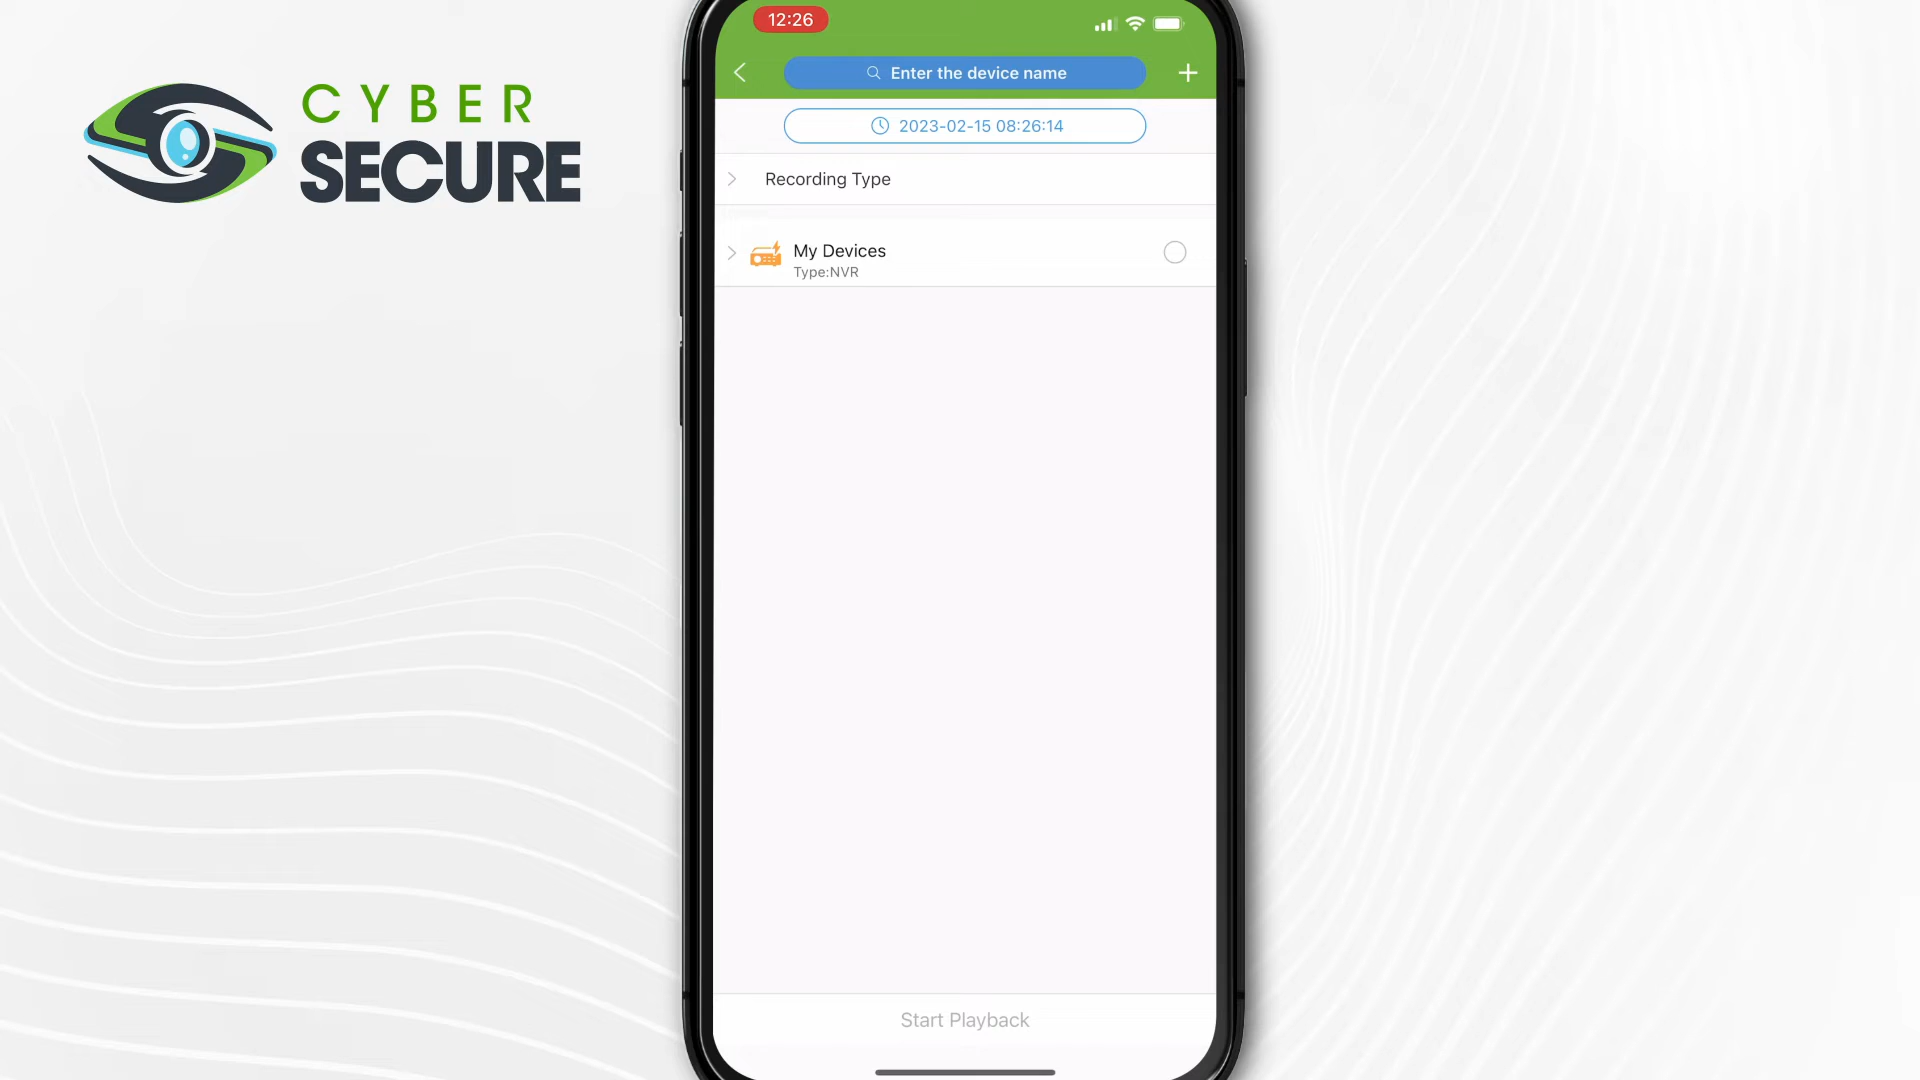 CYBER
SECURE
12:26
Enter the device name
2023-02-15 08:26:14
Recording Type
My Devices
Type:NVR
Start Playback